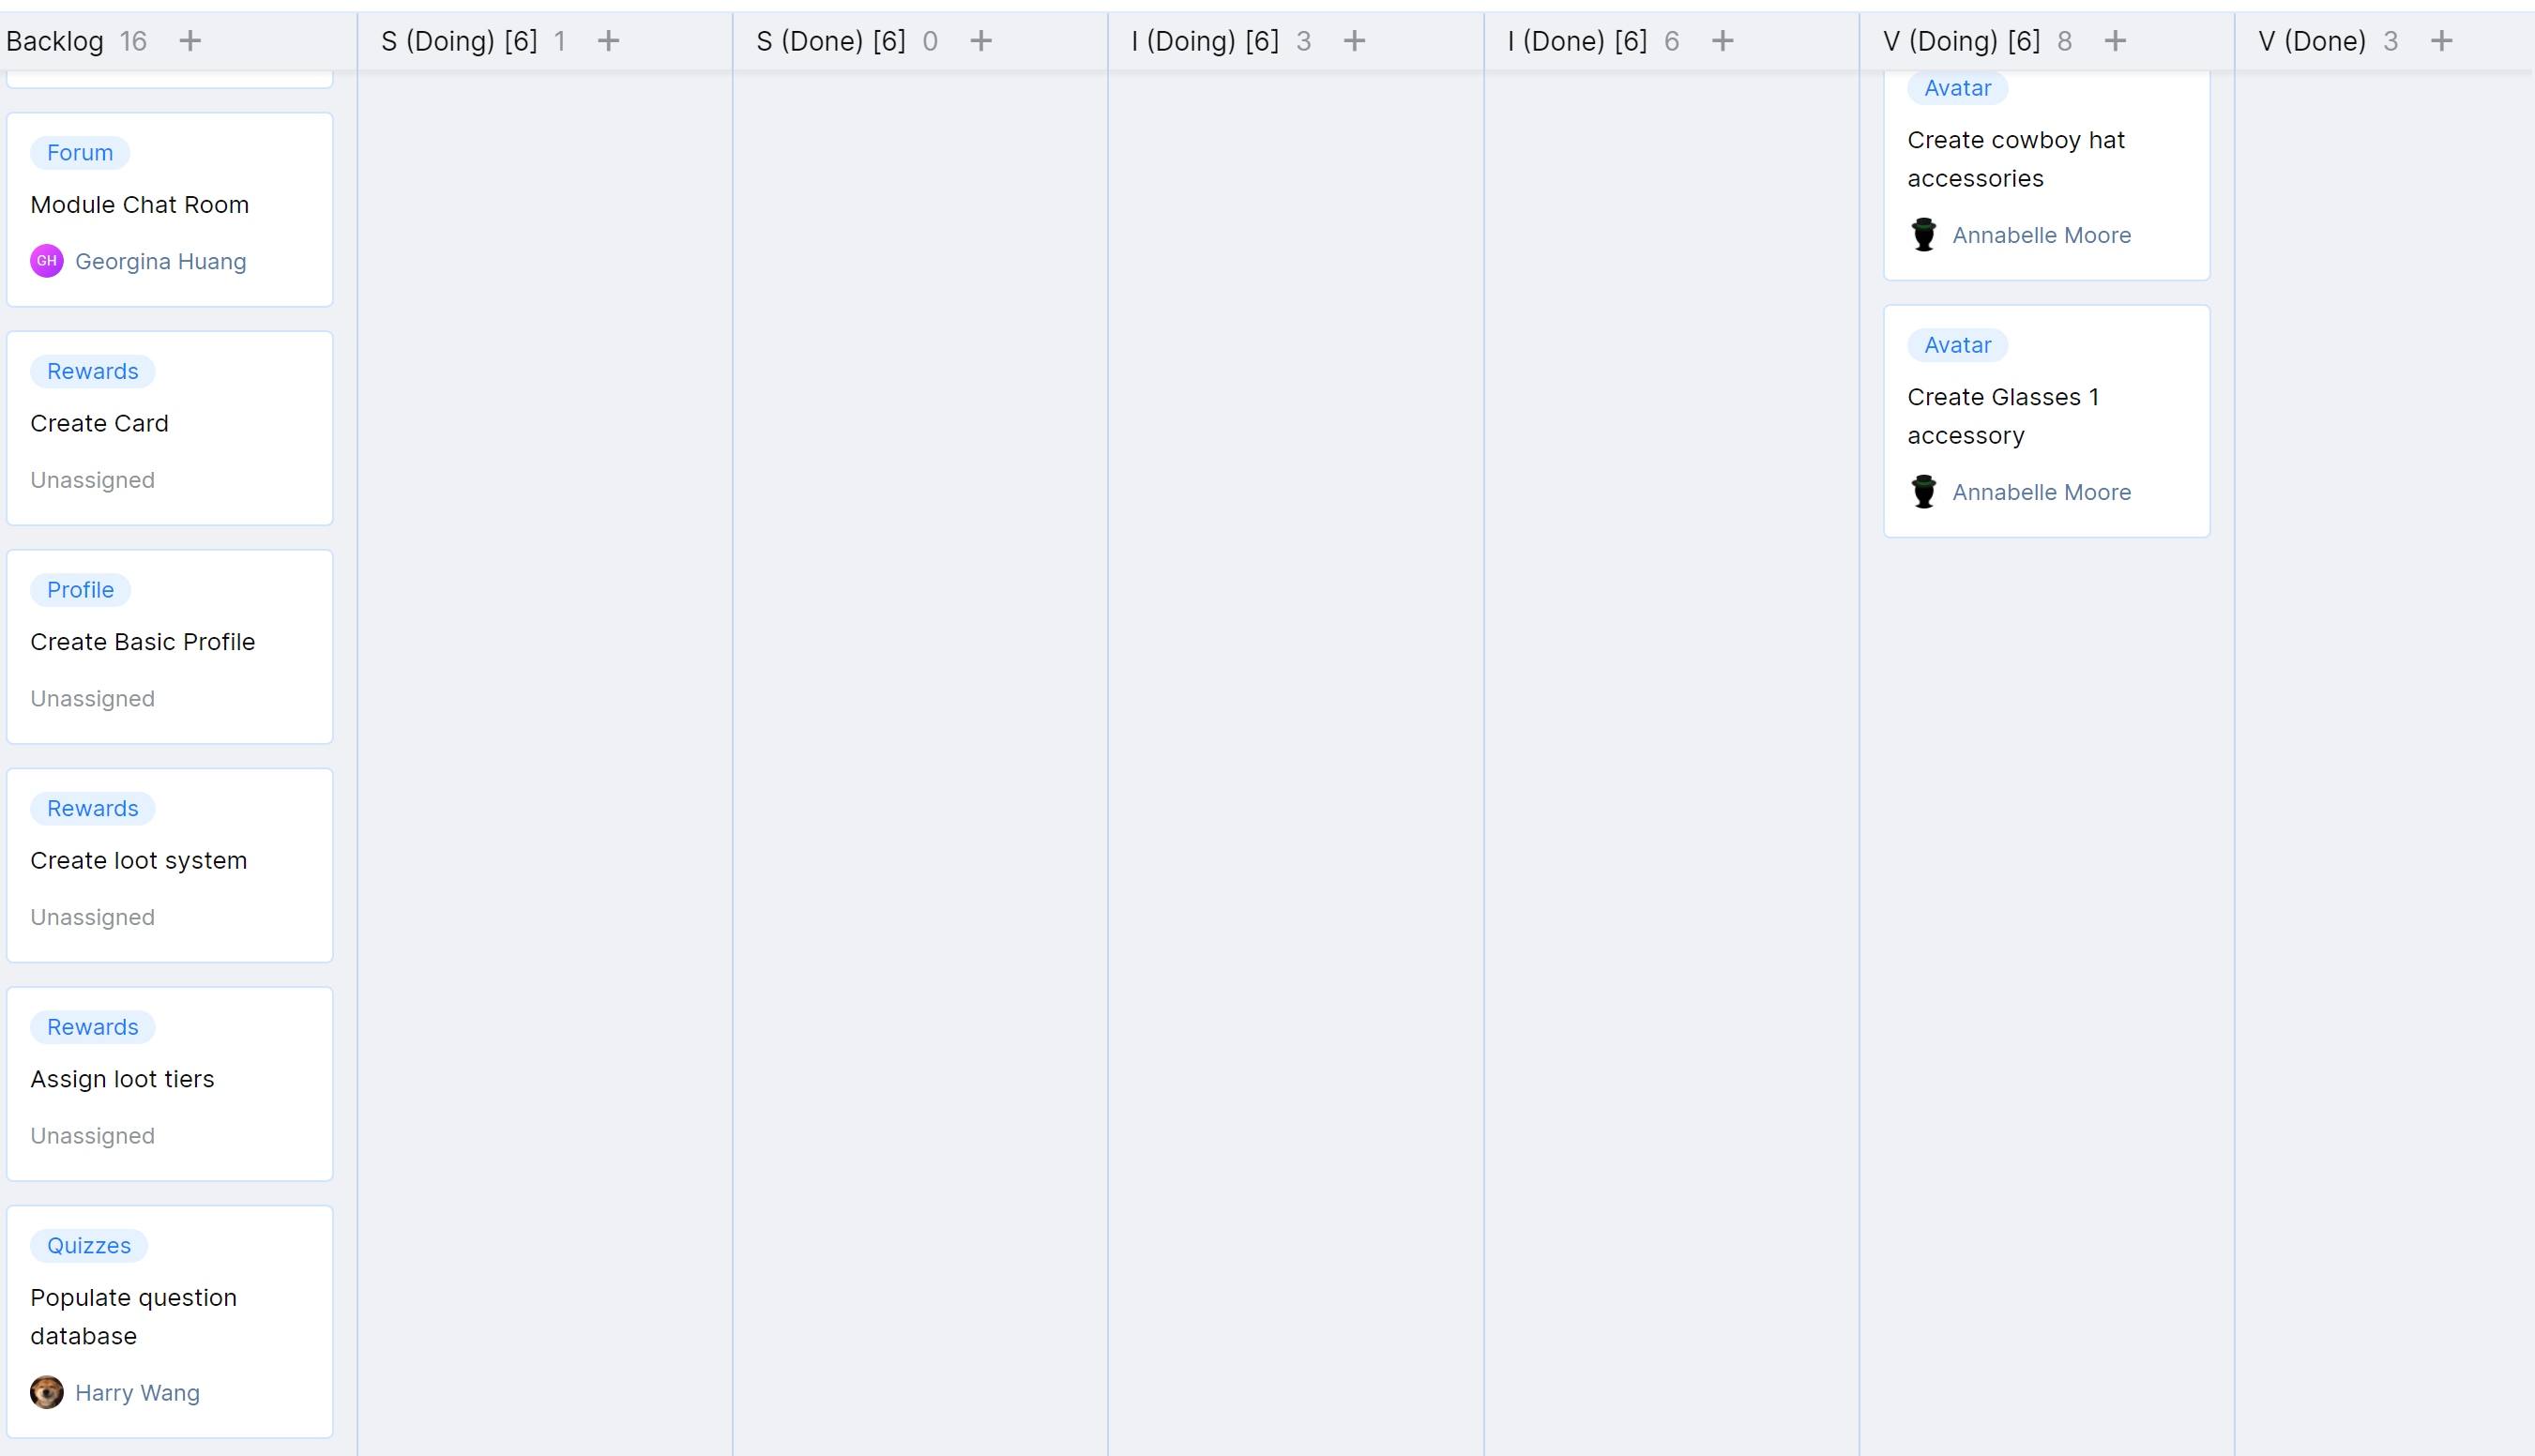 Backlog 16 +
S (Doing) [6] 1 +
S (Done) [6] 0 +
I (Doing) [6] 3 +
I (Done) [6] 6 +
V (Doing) [6] 8 +
V (Done) 3 +
Forum
Module Chat Room
GH Georgina Huang
Rewards
Create Card
Unassigned
Profile
Create Basic Profile
Unassigned
Rewards
Create loot system
Unassigned
Rewards
Assign loot tiers
Unassigned
Quizzes
Populate question
database
Harry Wang
Avatar
Create cowboy hat
accessories
Annabelle Moore
Avatar
Create Glasses 1
accessory
Annabelle Moore